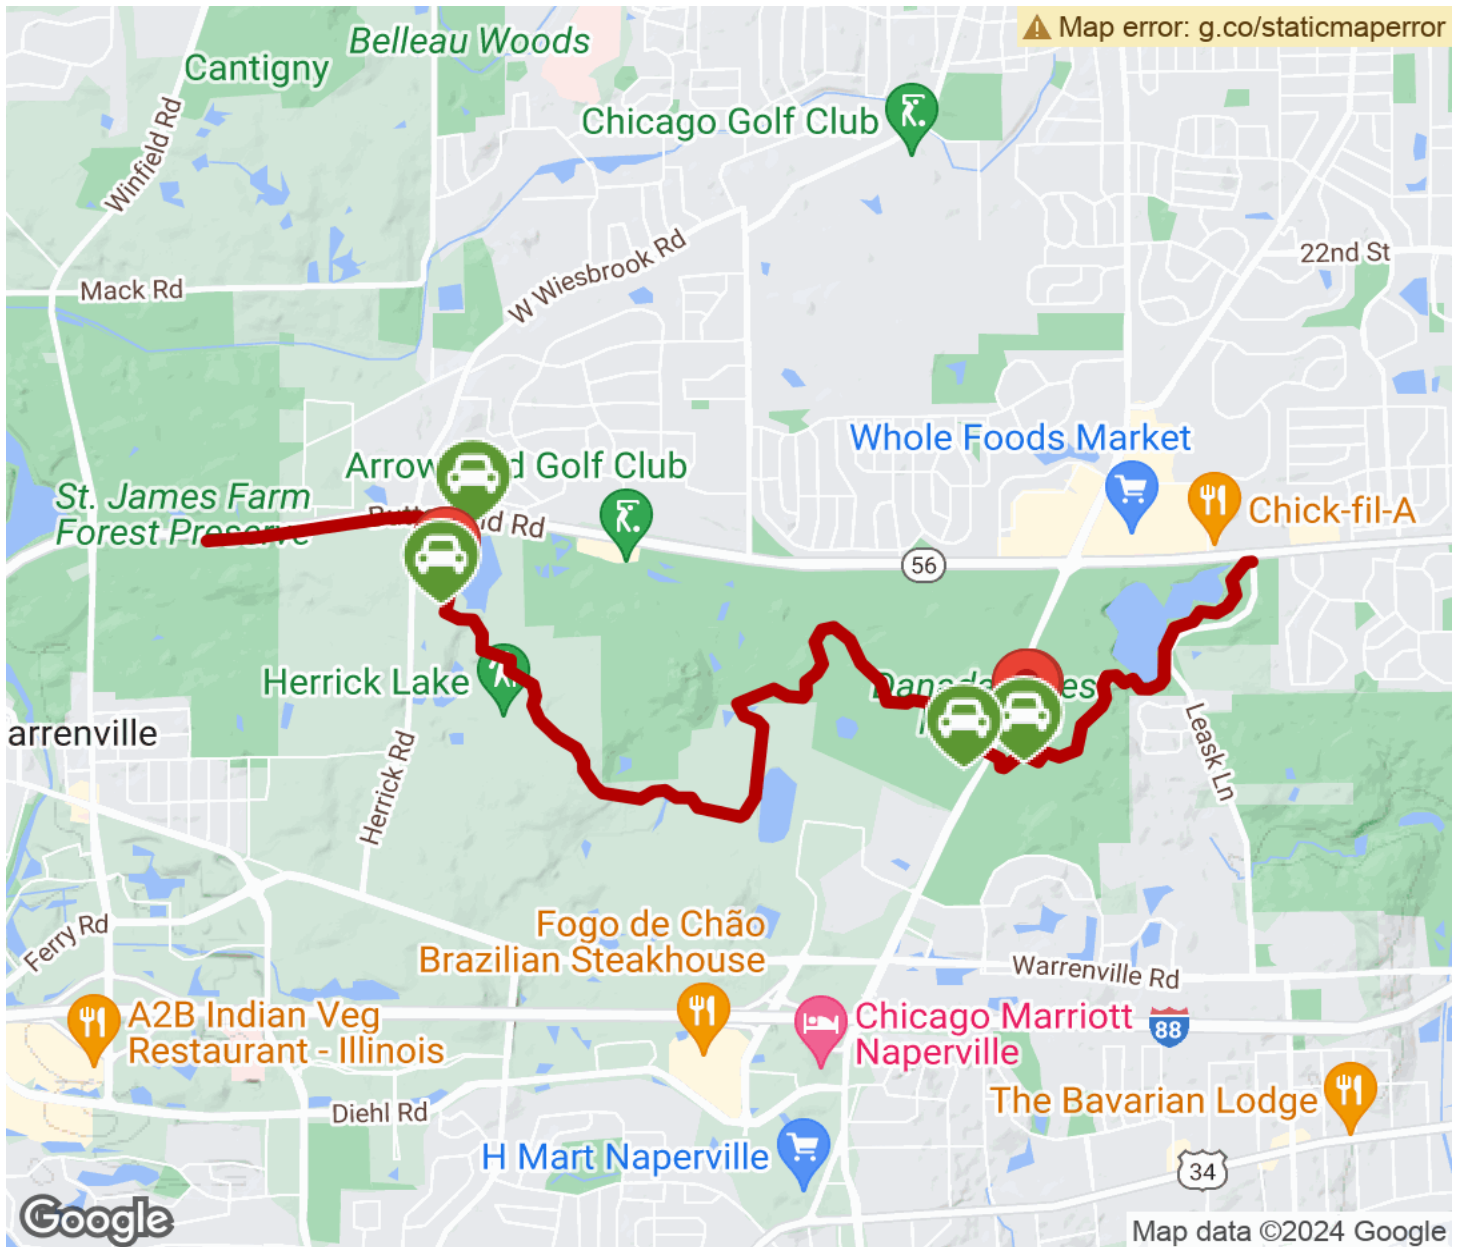 Map error: g.co/staticmaperror
Belleau Woods
Cantigny
Chicago Golf Club
Winfield Rd
W Wiesbrook Rd
22nd St
Mack Rd
Whole Foods Market
Golf Club
St. James Farm
Forest Preserve
Rd
Chick-fil-A
56
Herrick Lake
arrenville
Leask Ln
Herrick Rd
Ferry Rd
Fogo de Chão
Brazilian Steakhouse
Warrenville Rd
A2B Indian Veg
Restaurant - Illinois
Chicago Marriott
Naperville
88
The Bavarian Lodge
Diehl Rd
H Mart Naperville
34
Google
Map data ©2024 Google